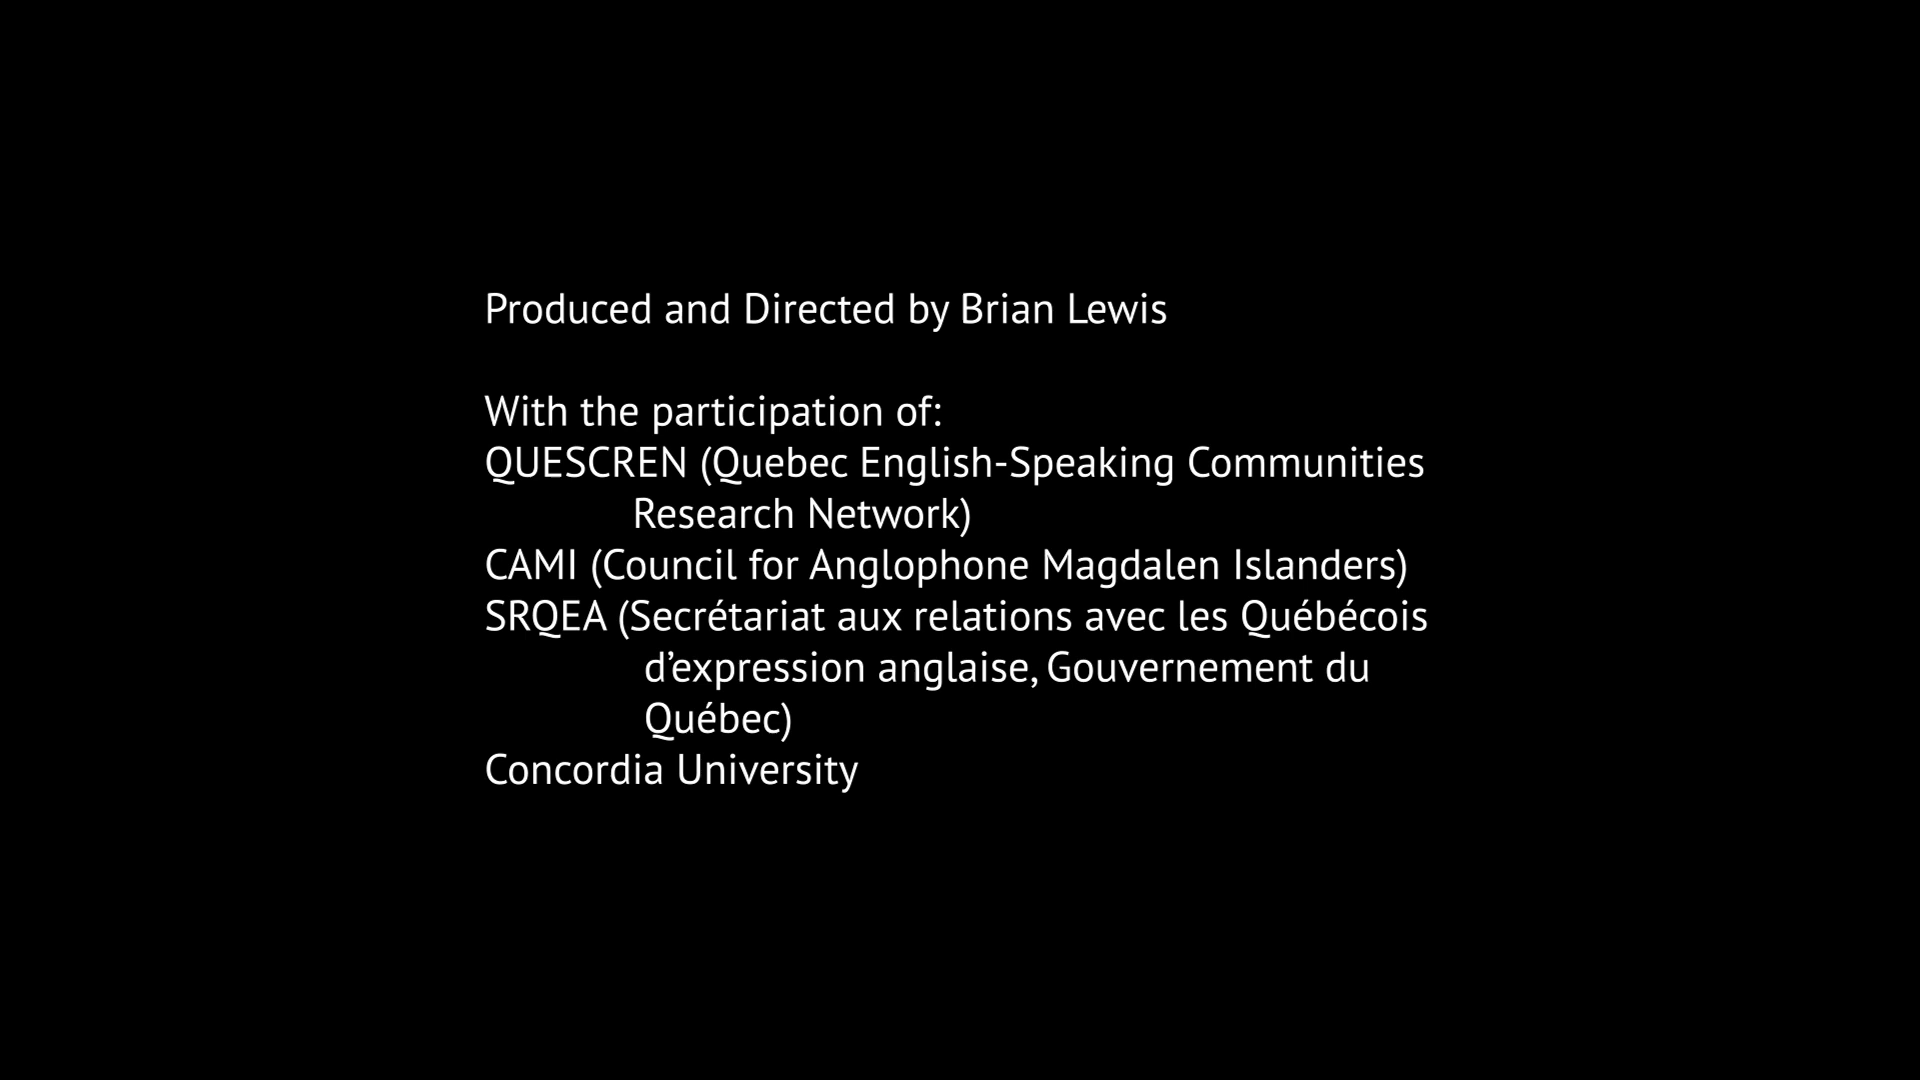 Produced and Directed by Brian Lewis
With the participation of:
QUESCREN (Quebec English-Speaking Communities
Research Network)
CAMI (Council for Anglophone Magdalen Islanders)
SRQEA (Secrétariat aux relations avec les Québécois
d’expression anglaise, Gouvernement du
Québec)
Concordia University